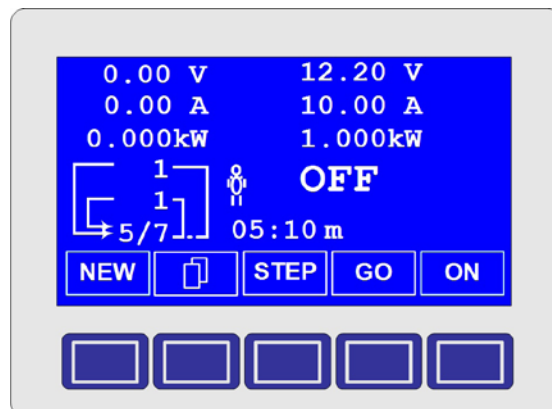 0.00 V 12.20 V
0.00 A 10.00 A
0.000kW 1.000kW
1 OFF
1
5/7 05:10 m
NEW STEP GO ON